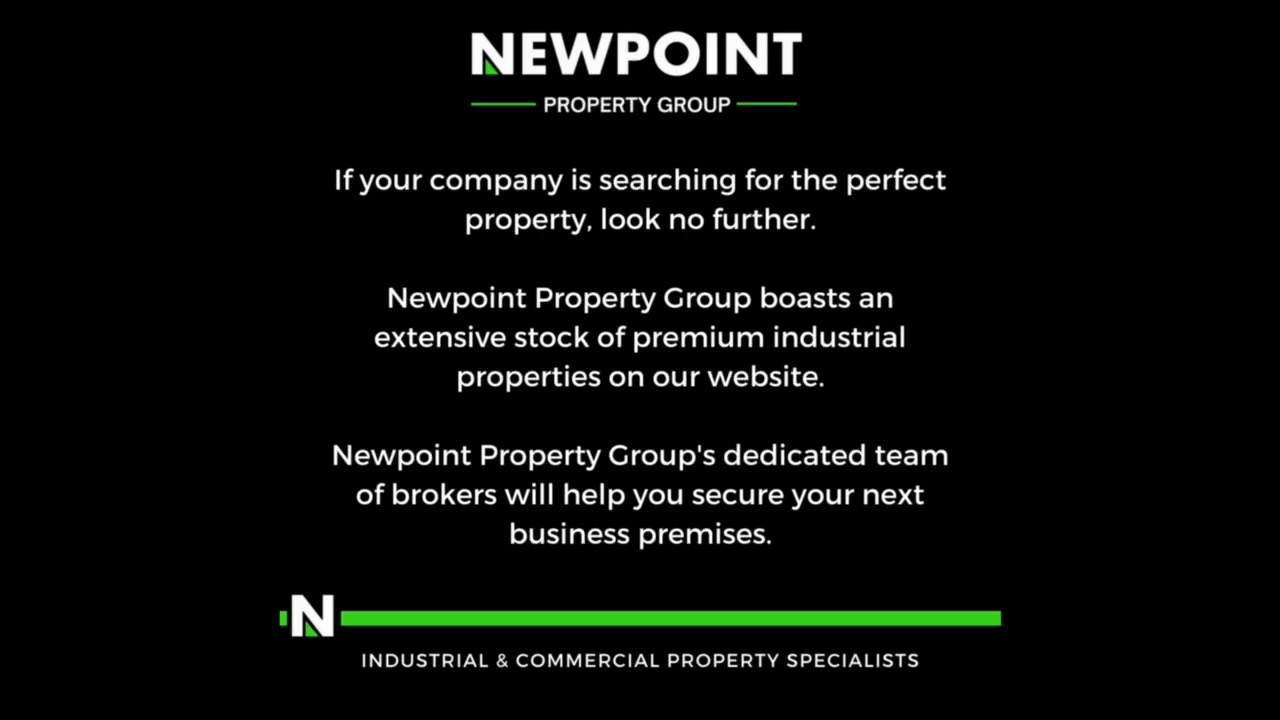 NEWPOINT
PROPERTY GROUP
If your company is searching for the perfect
property, look no further.
Newpoint Property Group boasts an
extensive stock of premium industrial
properties on our website.
Newpoint Property Group's dedicated team
of brokers will help you secure your next
business premises.
N
INDUSTRIAL & COMMERCIAL PROPERTY SPECIALISTS